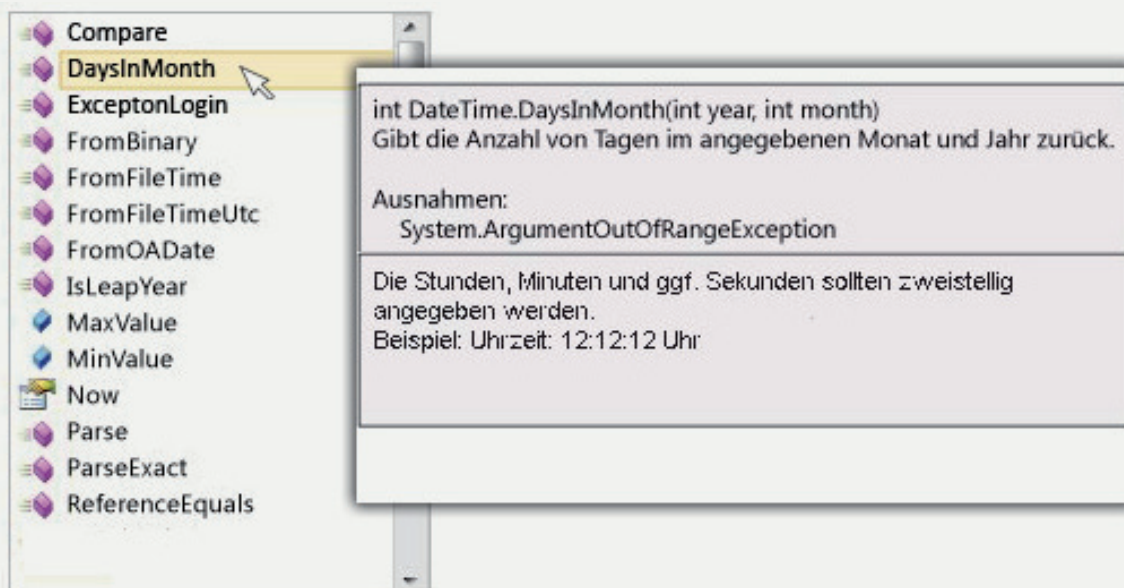 Compare
DaysInMonth
ExceptonLogin
FromBinary
FromFileTime
FromFileTimeUtc
FromOADate
IsLeapYear
MaxValue
MinValue
Now
Parse
ParseExact
ReferenceEquals
int DateTime.DaysInMonth(int year, int month)
Gibt die Anzahl von Tagen im angegebenen Monat und Jahr zurück.
Ausnahmen:
System.ArgumentOutOfRangeException
Die Stunden, Minuten und ggf. Sekunden sollten zweistellig
angegeben werden.
Beispiel: Uhrzeit: 12:12:12 Uhr